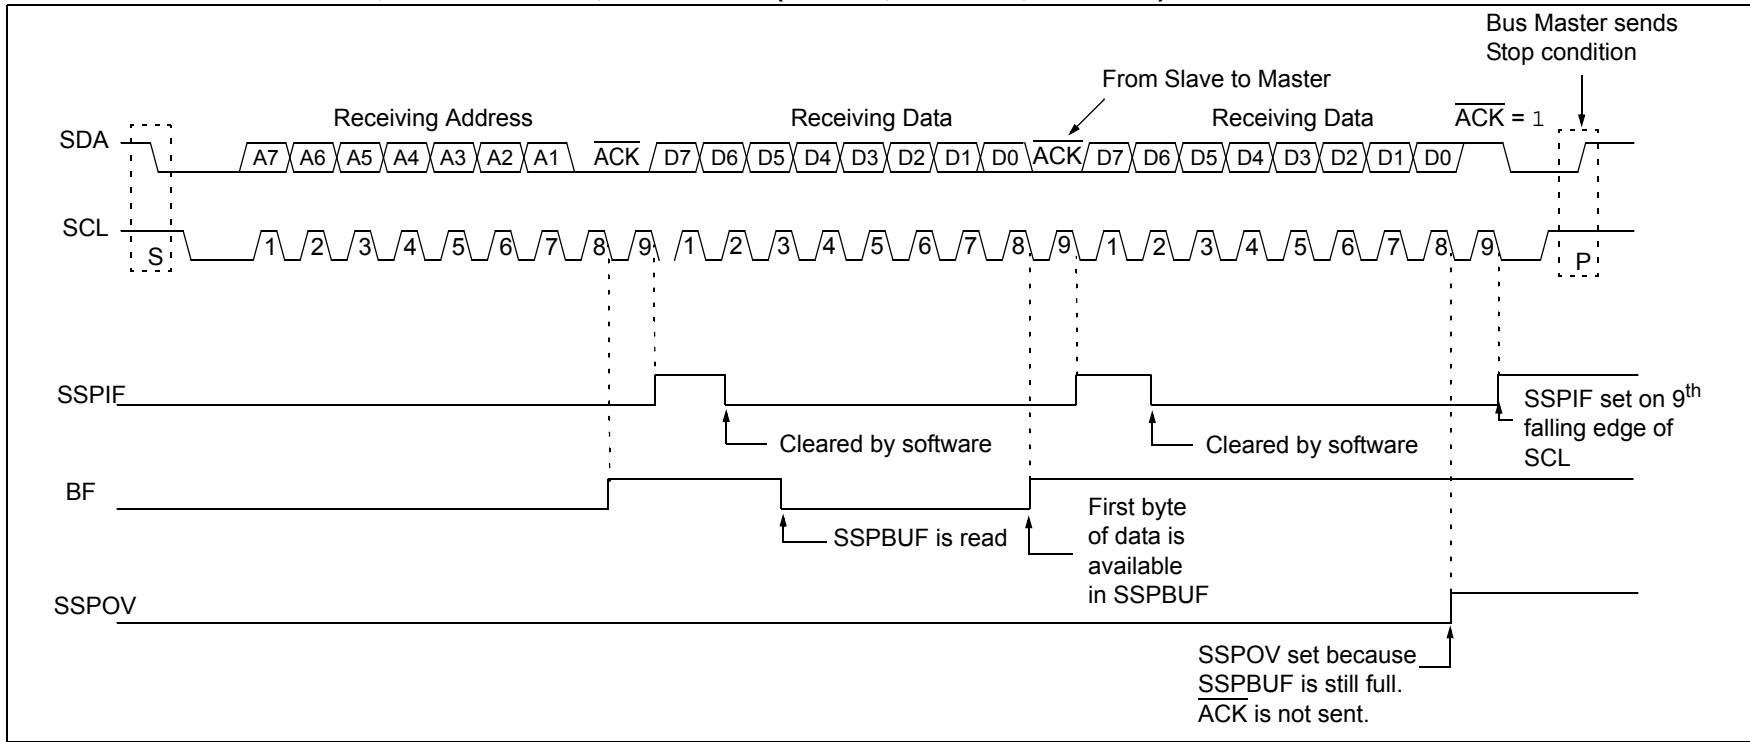 Bus Master sends
Stop condition
From Slave to Master
Receiving Address
Receiving Data
Receiving Data
ACK = 1
SDA
A7 A6 A5 A4 A3 A2 A1 ACK D7 D6 D5 D4 D3 D2 D1 D0 ACK D7 D6 D5 D4 D3 D2 D1 D0
SCL
S
1 2 3 4 5 6 7 8 9 1 2 3 4 5 6 7 8 9 1 2 3 4 5 6 7 8 9
P
SSPIF
Cleared by software
Cleared by software
SSPIF set on 9th
falling edge of
SCL
BF
SSPBUF is read
First byte
of data is
available
in SSPBUF
SSPOV
SSPOV set because
SSPBUF is still full.
ACK is not sent.